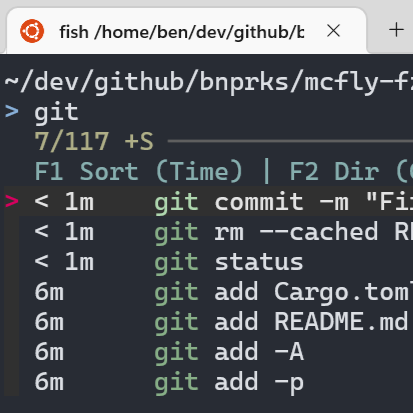 fish /home/ben/dev/github/b
~/dev/github/bnprks/mcfly-fz
> git
7/117 +S
F1 Sort (Time) | F2 Dir (
> < 1m git commit -m "Fi
< 1m git rm --cached R
< 1m git status
6m git add Cargo.toml
6m git add README.md
6m git add -A
6m git add -p